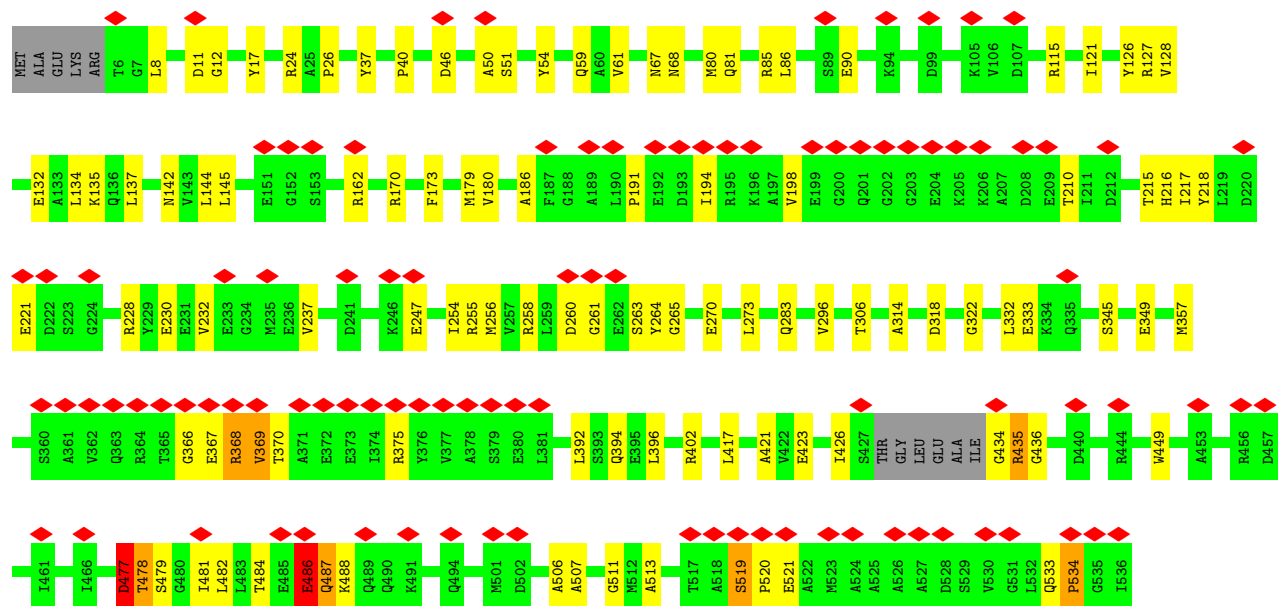 MET ALA GLU LYS ARG T6 G7 L8 D11 G12 Y17 R24 A25 P26 Y37 P40 D46 A50 S51 Y54 Q59 A60 V61 N67 N68 M80 Q81 R85 L86 S89 E90 K94 D99 K105 V106 D107 R115 I121 Y126 R127 V128
E132 A133 L134 K135 Q136 L137 N142 V143 L144 L145 E151 G152 S153 R162 R170 F173 M179 V180 A186 F187 G188 A189 L190 P191 E192 D193 I194 R195 K196 A197 V198 E199 G200 Q201 G202 G203 E204 K205 K206 A207 D208 E209 T210 I211 D212 T215 H216 I217 Y218 L219 D220
E221 D222 S223 G224 R228 Y229 E230 E231 V232 E233 G234 M235 E236 V237 D241 K246 E247 I254 R255 M256 V257 R258 L259 D260 G261 E262 S263 Y264 G265 E270 L273 Q283 V296 T306 A314 D318 G322 L332 E333 K334 Q335 S345 E349 M357
S360 A361 V362 Q363 R364 T365 G366 E367 R368 V369 T370 A371 E372 E373 I374 R375 Y376 V377 A378 S379 E380 L381 L392 S393 Q394 E395 L396 R402 L417 A421 V422 E423 I426 S427 THR GLY LEU GLU ALA ILE G434 R435 G436 D440 R444 W449 A453 R456 D457
I461 I466 D477 T478 S479 G480 I481 L482 L483 T484 E485 E486 Q487 K488 Q489 Q490 K491 Q494 M501 D502 A506 A507 G511 M512 A513 T517 A518 S519 P520 E521 A522 M523 A524 A525 A526 A527 D528 S529 V530 G531 L532 Q533 P534 G535 I536